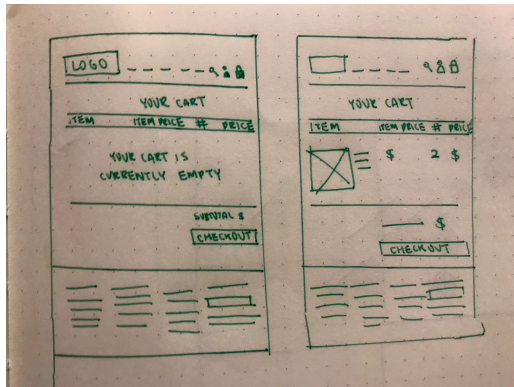 LOGO
YOUR CART
ITEM ITEM PRICE # PRICE
YOUR CART IS
CURRENTLY EMPTY
SUBTOTAL $
CHECKOUT
YOUR CART
ITEM ITEM PRICE # PRICE
$ 2 $
$
CHECKOUT